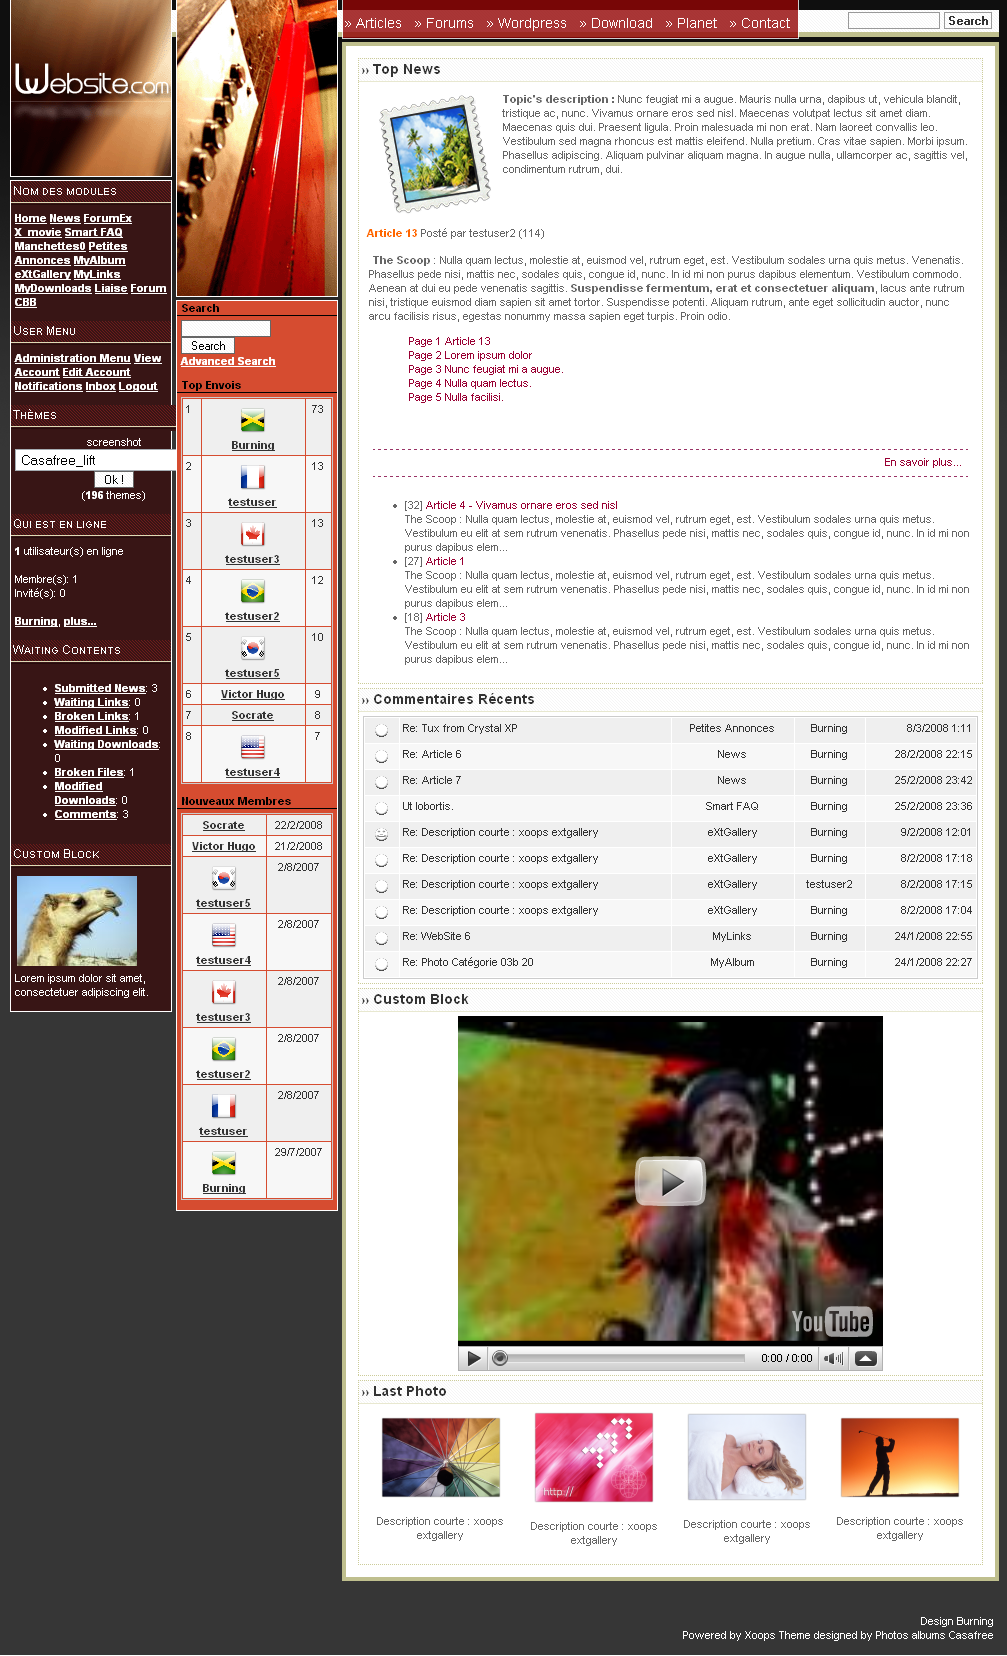 » Articles » Forums » Wordpress » Download » Planet » Contact
Search
Website.com
Nom des modules
Home News ForumEx
X_movie Smart FAQ
Manchettes0 Petites
Annonces MyAlbum
eXtGallery MyLinks
MyDownloads Liaise Forum
CBB
User Menu
Administration Menu View
Account Edit Account
Notifications Inbox Logout
Thèmes
screenshot
Casafree_lift
Ok !
(196 themes)
Qui est en ligne
1 utilisateur(s) en ligne
Membre(s): 1
Invité(s): 0
Burning, plus...
Waiting Contents
Submitted News: 3
Waiting Links: 0
Broken Links: 1
Modified Links: 0
Waiting Downloads:
0
Broken Files: 1
Modified
Downloads: 0
Comments: 3
Custom Block
Lorem ipsum dolor sit amet,
consectetuer adipiscing elit.
Search
Search
Advanced Search
Top Envois
1 73
Burning
2 13
testuser
3 13
testuser3
4 12
testuser2
5 10
testuser5
6 Victor Hugo 9
7 Socrate 8
8 7
testuser4
Nouveaux Membres
Socrate 22/2/2008
Victor Hugo 21/2/2008
2/8/2007
testuser5
2/8/2007
testuser4
2/8/2007
testuser3
2/8/2007
testuser2
2/8/2007
testuser
29/7/2007
Burning
›› Top News
Topic's description : Nunc feugiat mi a augue. Mauris nulla urna, dapibus ut, vehicula blandit,
tristique ac, nunc. Vivamus ornare eros sed nisl. Maecenas volutpat lectus sit amet diam.
Maecenas quis dui. Praesent ligula. Proin malesuada mi non erat. Nam laoreet convallis leo.
Vestibulum sed magna rhoncus est mattis eleifend. Nulla pretium. Cras vitae sapien. Morbi ipsum.
Phasellus adipiscing. Aliquam pulvinar aliquam magna. In augue nulla, ullamcorper ac, sagittis vel,
condimentum rutrum, dui.
Article 13 Posté par testuser2 (114)
The Scoop : Nulla quam lectus, molestie at, euismod vel, rutrum eget, est. Vestibulum sodales urna quis metus. Venenatis.
Phasellus pede nisi, mattis nec, sodales quis, congue id, nunc. In id mi non purus dapibus elementum. Vestibulum commodo.
Aenean at dui eu pede venenatis sagittis. Suspendisse fermentum, erat et consectetuer aliquam, lacus ante rutrum
nisi, tristique euismod diam sapien sit amet tortor. Suspendisse potenti. Aliquam rutrum, ante eget sollicitudin auctor, nunc
arcu facilisis risus, egestas nonummy massa sapien eget turpis. Proin odio.
Page 1 Article 13
Page 2 Lorem ipsum dolor
Page 3 Nunc feugiat mi a augue.
Page 4 Nulla quam lectus.
Page 5 Nulla facilisi.
En savoir plus...
[32] Article 4 - Vivamus ornare eros sed nisl
The Scoop : Nulla quam lectus, molestie at, euismod vel, rutrum eget, est. Vestibulum sodales urna quis metus.
Vestibulum eu elit at sem rutrum venenatis. Phasellus pede nisi, mattis nec, sodales quis, congue id, nunc. In id mi non
purus dapibus elem...
[27] Article 1
The Scoop : Nulla quam lectus, molestie at, euismod vel, rutrum eget, est. Vestibulum sodales urna quis metus.
Vestibulum eu elit at sem rutrum venenatis. Phasellus pede nisi, mattis nec, sodales quis, congue id, nunc. In id mi non
purus dapibus elem...
[18] Article 3
The Scoop : Nulla quam lectus, molestie at, euismod vel, rutrum eget, est. Vestibulum sodales urna quis metus.
Vestibulum eu elit at sem rutrum venenatis. Phasellus pede nisi, mattis nec, sodales quis, congue id, nunc. In id mi non
purus dapibus elem...
›› Commentaires Récents
Re: Tux from Crystal XP Petites Annonces Burning 8/3/2008 1:11
Re: Article 6 News Burning 28/2/2008 22:15
Re: Article 7 News Burning 25/2/2008 23:42
Ut lobortis. Smart FAQ Burning 25/2/2008 23:36
Re: Description courte : xoops extgallery eXtGallery Burning 9/2/2008 12:01
Re: Description courte : xoops extgallery eXtGallery Burning 8/2/2008 17:18
Re: Description courte : xoops extgallery eXtGallery testuser2 8/2/2008 17:15
Re: Description courte : xoops extgallery eXtGallery Burning 8/2/2008 17:04
Re: WebSite 6 MyLinks Burning 24/1/2008 22:55
Re: Photo Catégorie 03b 20 MyAlbum Burning 24/1/2008 22:27
›› Custom Block
YouTube
0:00 / 0:00
›› Last Photo
http://
Description courte : xoops
extgallery
Description courte : xoops
extgallery
Description courte : xoops
extgallery
Description courte : xoops
extgallery
Design Burning
Powered by Xoops Theme designed by Photos albums Casafree